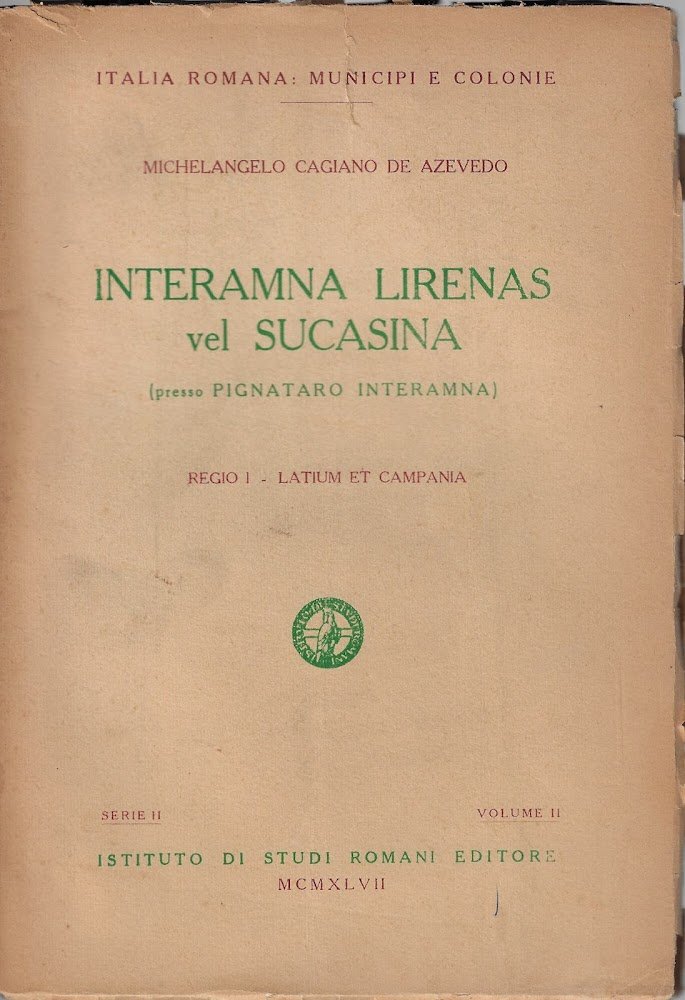 ITALIA ROMANA: MUNICIPI E COLONIE
MICHELANGELO CAGIANO DE AZEVEDO
INTERAMNA LIRENAS
vel SUCASINA
(presso PIGNATARO INTERAMNA)
REGIO I - LATIUM ET CAMPANIA
SERIE II
VOLUME II
ISTITUTO DI STUDI ROMANI EDITORE
MCMXLVII